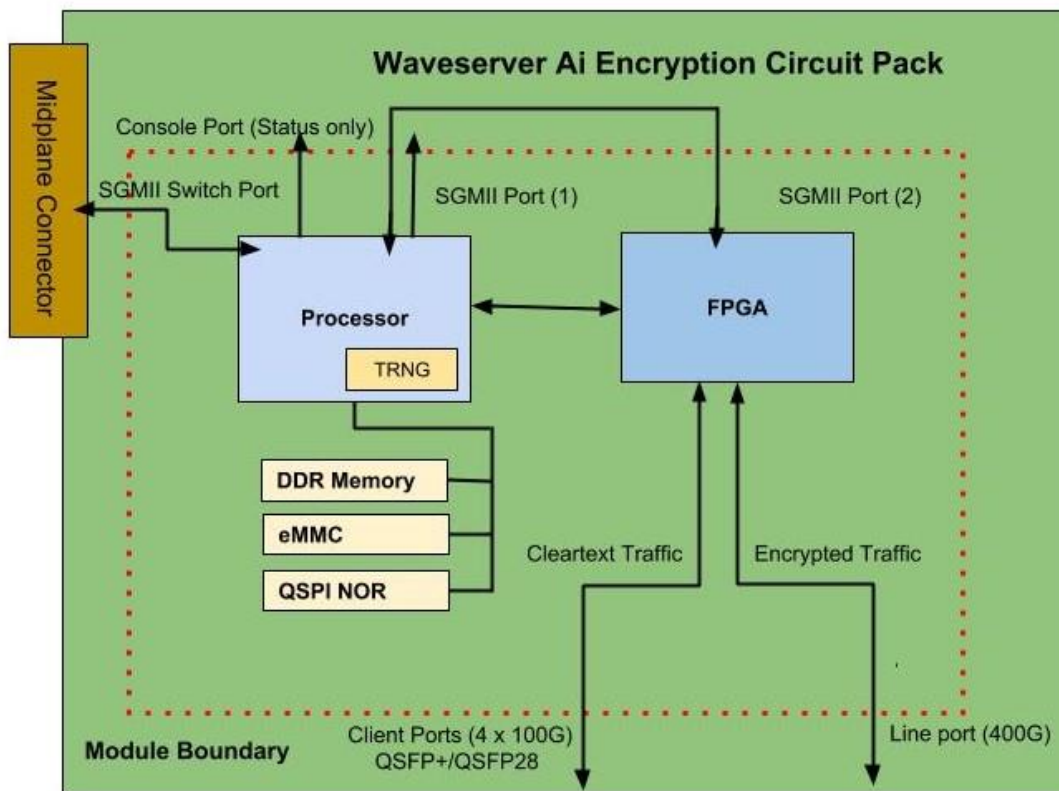 Waveserver Ai Encryption Circuit Pack
Midplane Connector
Console Port (Status only)
SGMII Switch Port
SGMII Port (1)
SGMII Port (2)
Processor
FPGA
TRNG
DDR Memory
eMMC
QSPI NOR
Cleartext Traffic
Encrypted Traffic
Module Boundary
Client Ports (4 x 100G)
QSFP+/QSFP28
Line port (400G)